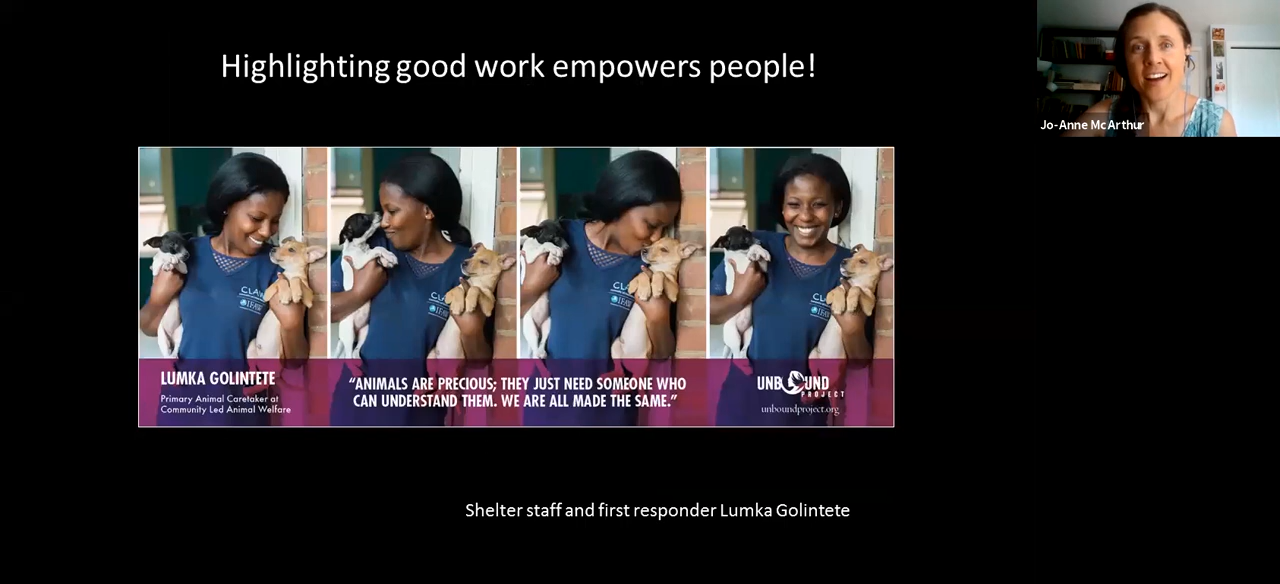 Highlighting good work empowers people!
Jo-Anne McArthur
CLAW
IFAW
LUMKA GOLINTETE
Primary Animal Caretaker at
Community Led Animal Welfare
“ANIMALS ARE PRECIOUS; THEY JUST NEED SOMEONE WHO
CAN UNDERSTAND THEM. WE ARE ALL MADE THE SAME.”
UNBOUND
PROJECT
unboundproject.org
Shelter staff and first responder Lumka Golintete